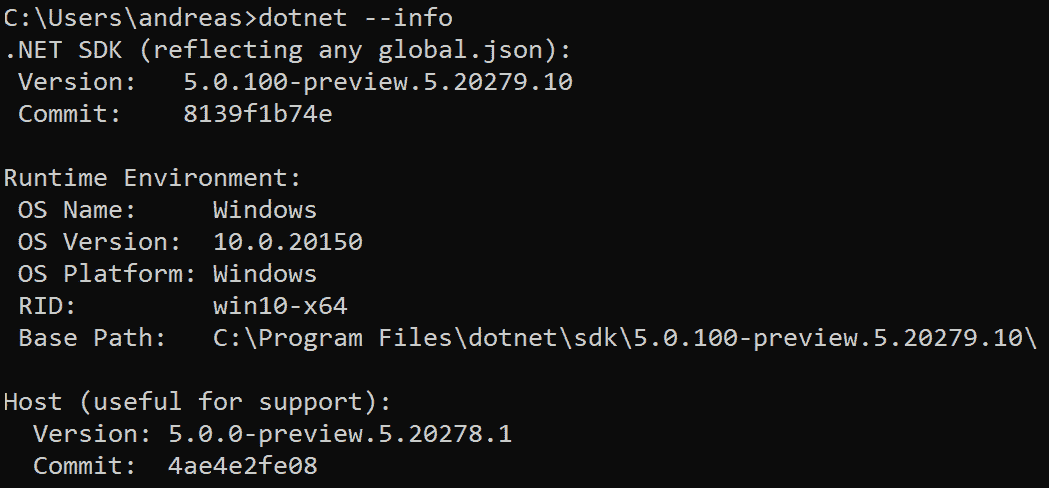 C:\Users\andreas>dotnet --info
.NET SDK (reflecting any global.json):
 Version:   5.0.100-preview.5.20279.10
 Commit:    8139f1b74e

Runtime Environment:
 OS Name:     Windows
 OS Version:  10.0.20150
 OS Platform: Windows
 RID:         win10-x64
 Base Path:   C:\Program Files\dotnet\sdk\5.0.100-preview.5.20279.10\

Host (useful for support):
  Version: 5.0.0-preview.5.20278.1
  Commit:  4ae4e2fe08